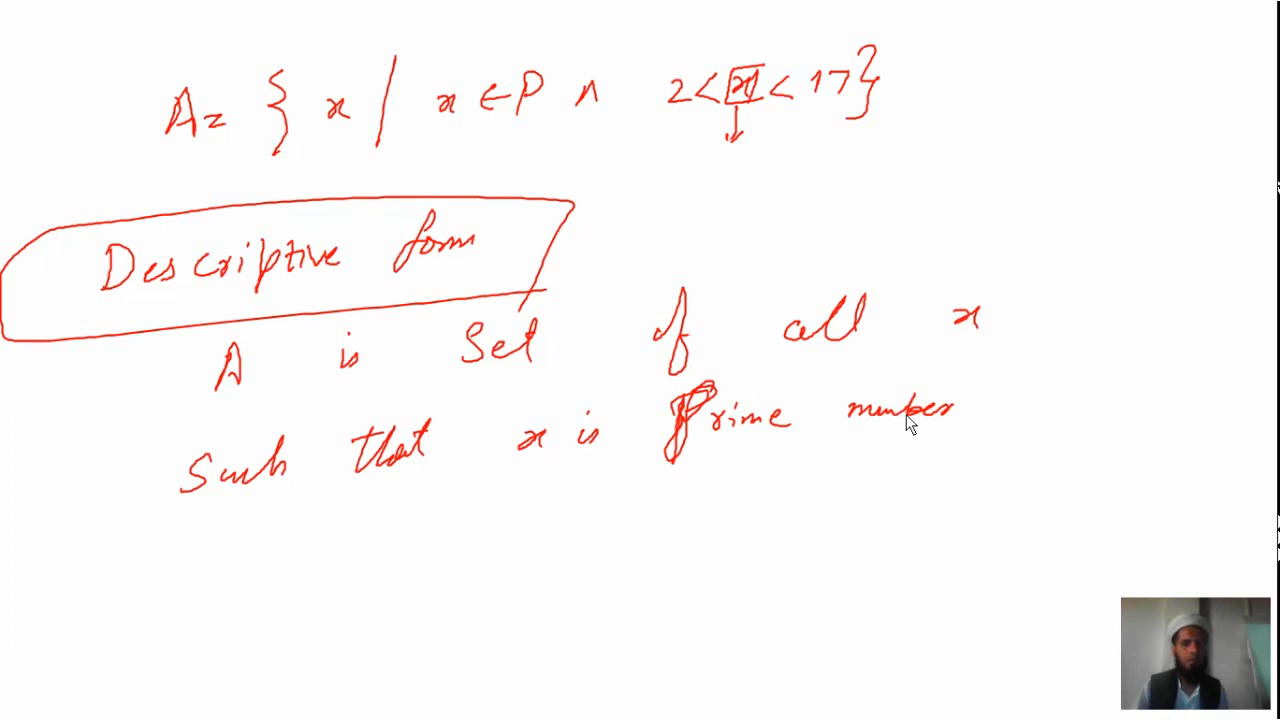 A = { x / x ∈ P ∧ 2 < x < 17 }
Descriptive form
A is Set of all x
Such that x is Prime number